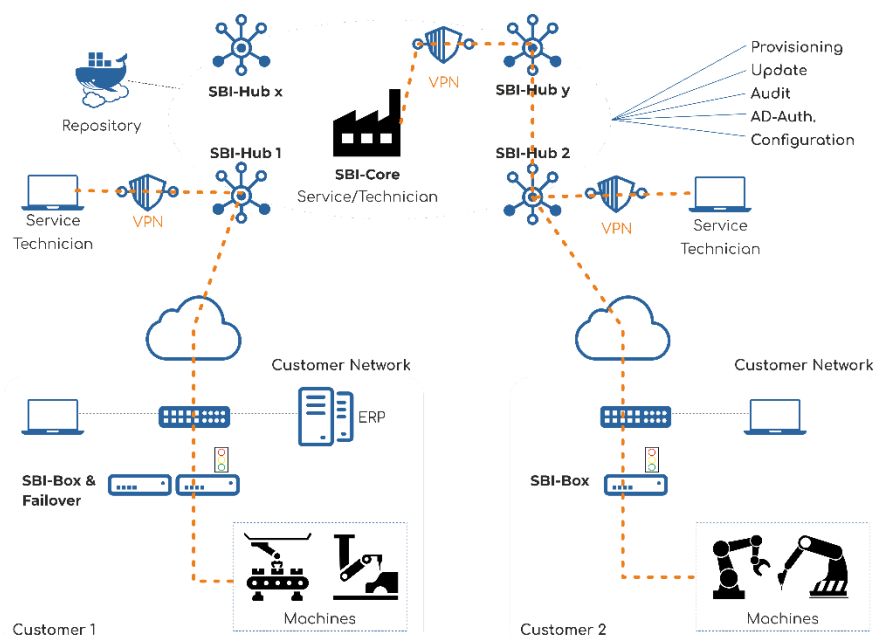 Provisioning
Update
Audit
AD-Auth.
Configuration
VPN
SBI-Hub x
SBI-Hub y
Repository
SBI-Hub 1
SBI-Core
Service/Technician
SBI-Hub 2
Service
Technician
VPN
VPN
Service
Technician
Customer Network
ERP
SBI-Box &
Failover
Machines
Customer 1
Customer Network
SBI-Box
Machines
Customer 2